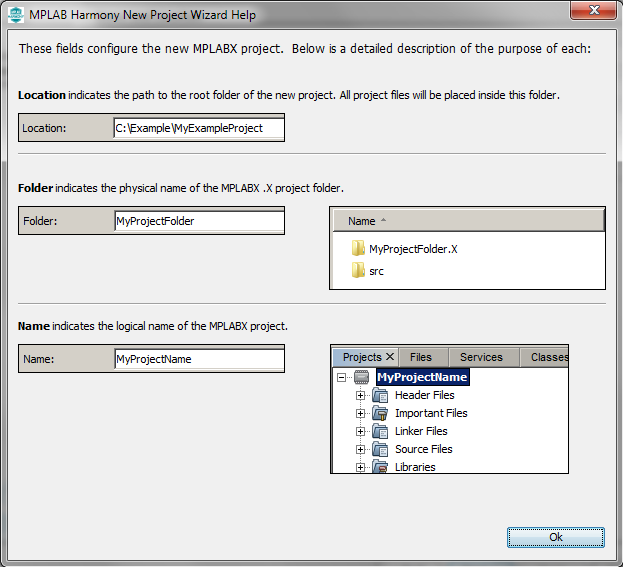 MPLAB Harmony New Project Wizard Help
These fields configure the new MPLABX project. Below is a detailed description of the purpose of each:
Location indicates the path to the root folder of the new project. All project files will be placed inside this folder.
Location: C:\Example\MyExampleProject
Folder indicates the physical name of the MPLABX .X project folder.
Folder: MyProjectFolder
Name
MyProjectFolder.X
src
Name indicates the logical name of the MPLABX project.
Name: MyProjectName
Projects Files Services Classes
MyProjectName
Header Files
Important Files
Linker Files
Source Files
Libraries
Ok